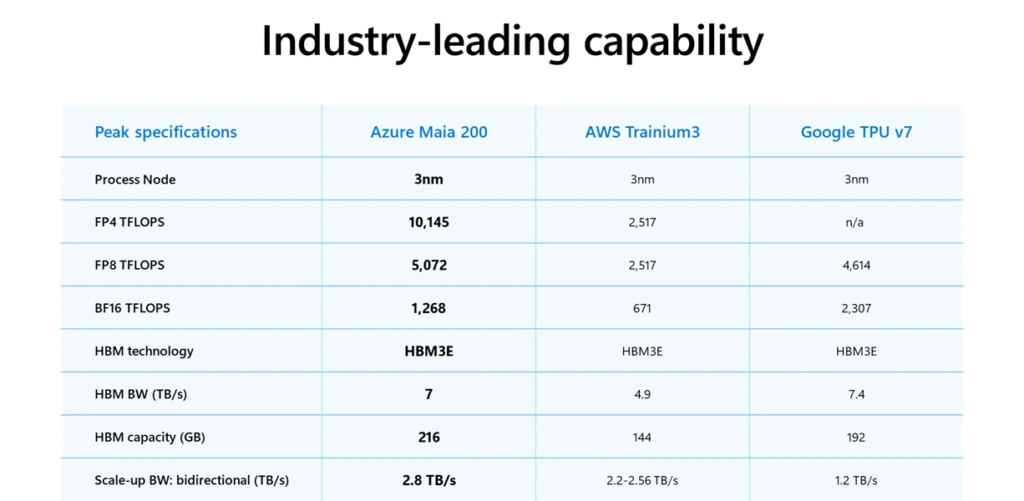 Industry-leading capability
Peak specifications Azure Maia 200 AWS Trainium3 Google TPU v7
Process Node 3nm 3nm 3nm
FP4 TFLOPS 10,145 2,517 n/a
FP8 TFLOPS 5,072 2,517 4,614
BF16 TFLOPS 1,268 671 2,307
HBM technology HBM3E HBM3E HBM3E
HBM BW (TB/s) 7 4.9 7.4
HBM capacity (GB) 216 144 192
Scale-up BW: bidirectional (TB/s) 2.8 TB/s 2.2-2.56 TB/s 1.2 TB/s